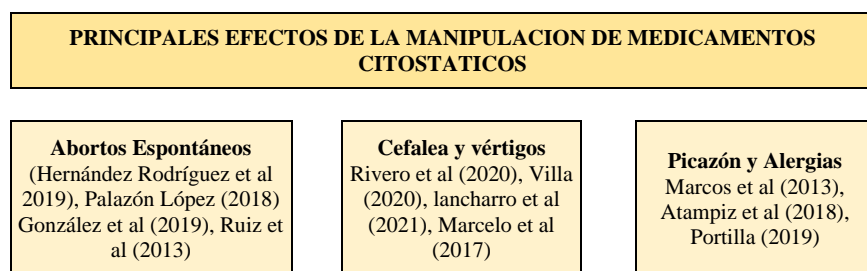 PRINCIPALES EFECTOS DE LA MANIPULACION DE MEDICAMENTOS
CITOSTATICOS
Abortos Espontáneos
(Hernández Rodríguez et al
2019), Palazón López (2018)
González et al (2019), Ruiz et
al (2013)
Cefalea y vértigos
Rivero et al (2020), Villa
(2020), lancharro et al
(2021), Marcelo et al
(2017)
Picazón y Alergias
Marcos et al (2013),
Atampiz et al (2018),
Portilla (2019)